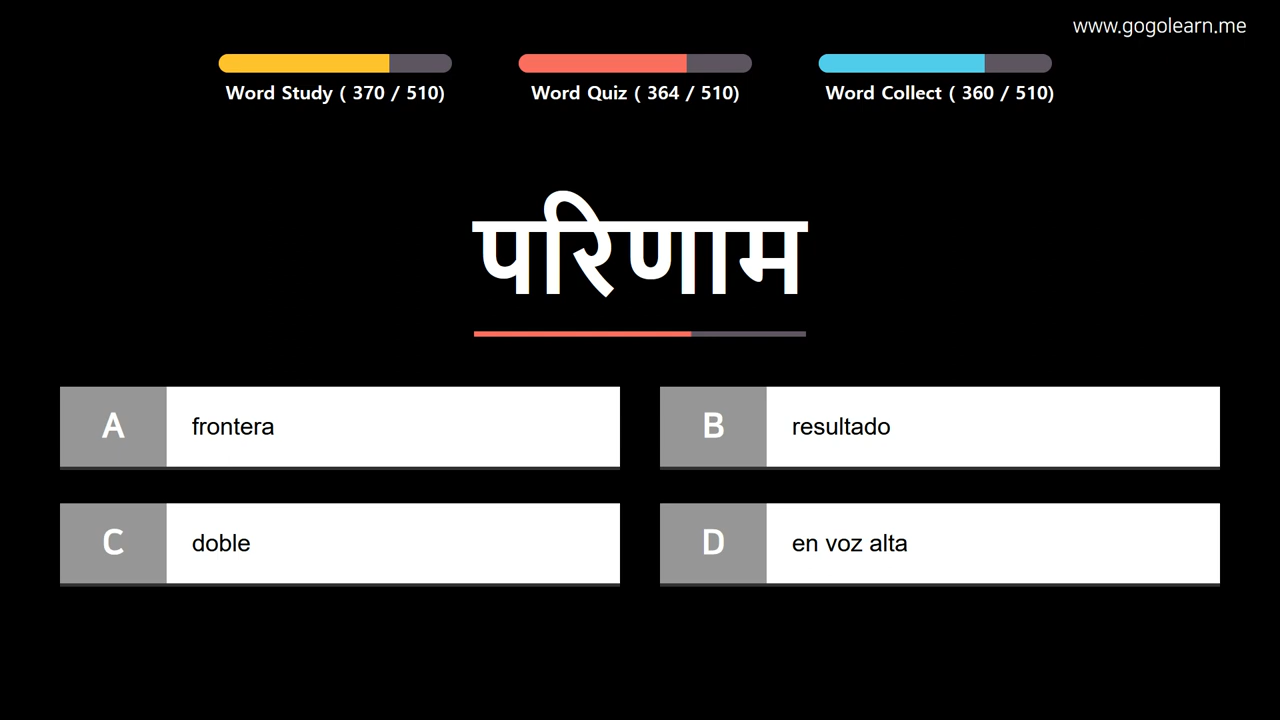 www.gogolearn.me
Word Study ( 370 / 510)
Word Quiz ( 364 / 510)
Word Collect ( 360 / 510)
परिणाम
A frontera
B resultado
C doble
D en voz alta